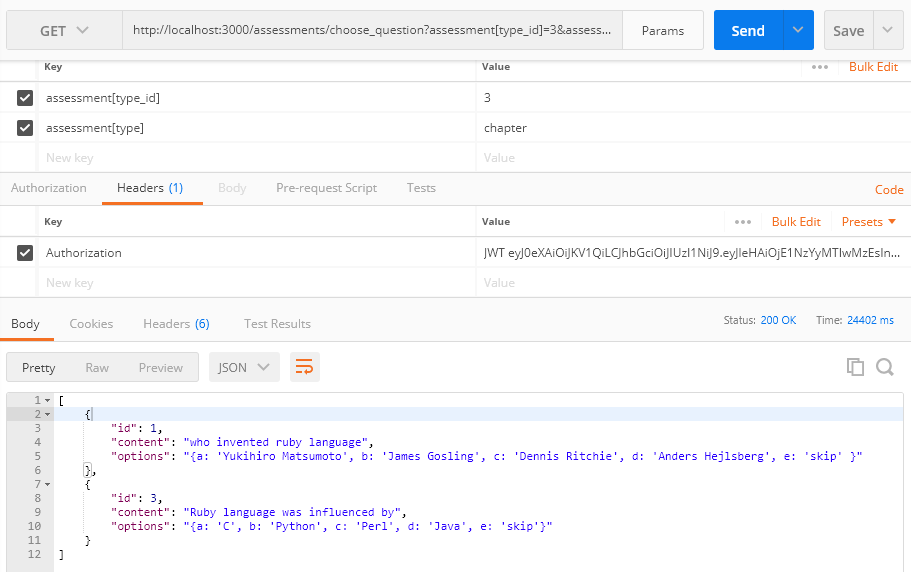 GET http://localhost:3000/assessments/choose_question?assessment[type_id]=3&assess... Params Send Save
Key Value ••• Bulk Edit
assessment[type_id] 3
assessment[type] chapter
New key Value
Authorization Headers (1) Body Pre-request Script Tests Code
Key Value ••• Bulk Edit Presets
Authorization JWT eyJ0eXAiOiJKV1QiLCJhbGciOiJIUzI1NiJ9.eyJleHAiOjE1NzYyMTIwMzEsIn...
New key Value
Body Cookies Headers (6) Test Results Status: 200 OK Time: 24402 ms
Pretty Raw Preview JSON
1 [
2 {
3 "id": 1,
4 "content": "who invented ruby language",
5 "options": "{a: 'Yukihiro Matsumoto', b: 'James Gosling', c: 'Dennis Ritchie', d: 'Anders Hejlsberg', e: 'skip' }"
6 },
7 {
8 "id": 3,
9 "content": "Ruby language was influenced by",
10 "options": "{a: 'C', b: 'Python', c: 'Perl', d: 'Java', e: 'skip'}"
11 }
12 ]